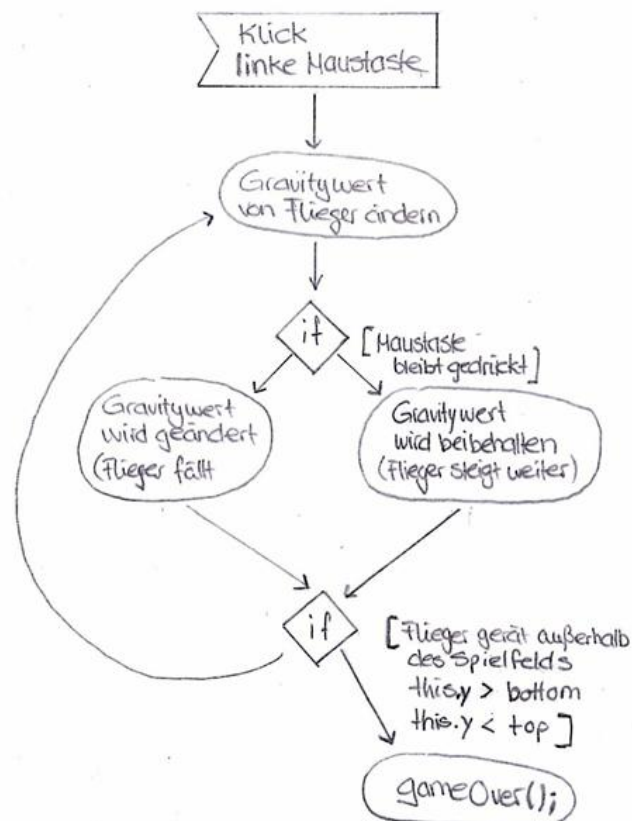 Klick
linke Maustaste
Gravitywert
von Flieger ändern
if
[Maustaste
bleibt gedrückt]
Gravitywert
wird geändert
(Flieger fällt
Gravitywert
wird beibehalten
(Flieger steigt weiter)
if
[Flieger gerät außerhalb
des Spielfelds
this.y > bottom
this.y < top]
gameOver();